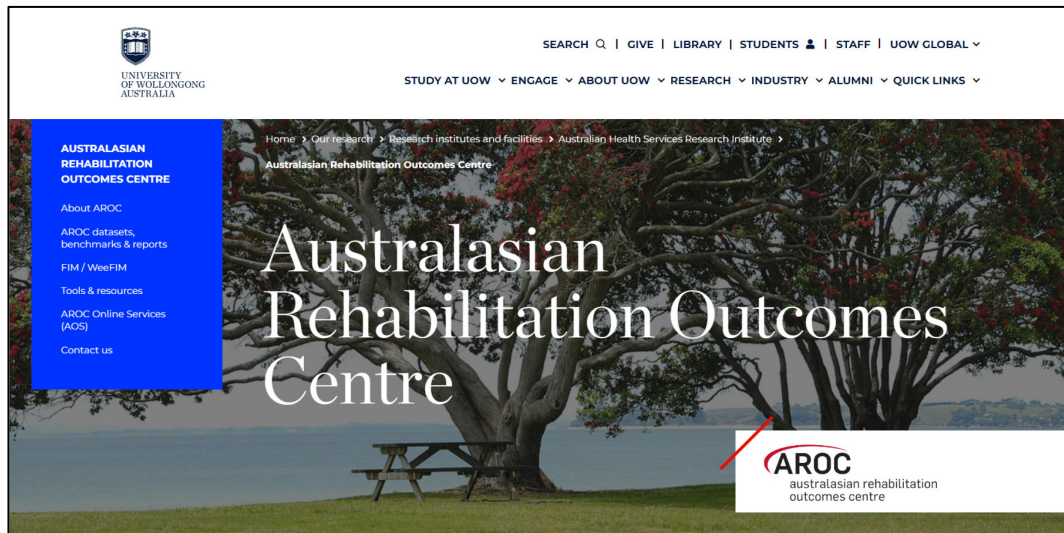 SEARCH | GIVE | LIBRARY | STUDENTS | STAFF | UOW GLOBAL
UNIVERSITY
OF WOLLONGONG
AUSTRALIA
STUDY AT UOW ENGAGE ABOUT UOW RESEARCH INDUSTRY ALUMNI QUICK LINKS
AUSTRALASIAN
REHABILITATION
OUTCOMES CENTRE
About AROC
AROC datasets,
benchmarks & reports
FIM / WeeFIM
Tools & resources
AROC Online Services
(AOS)
Contact us
Home > Our research > Research institutes and facilities > Australian Health Services Research Institute >
Australasian Rehabilitation Outcomes Centre
Australasian
Rehabilitation Outcomes
Centre
AROC
australasian rehabilitation
outcomes centre